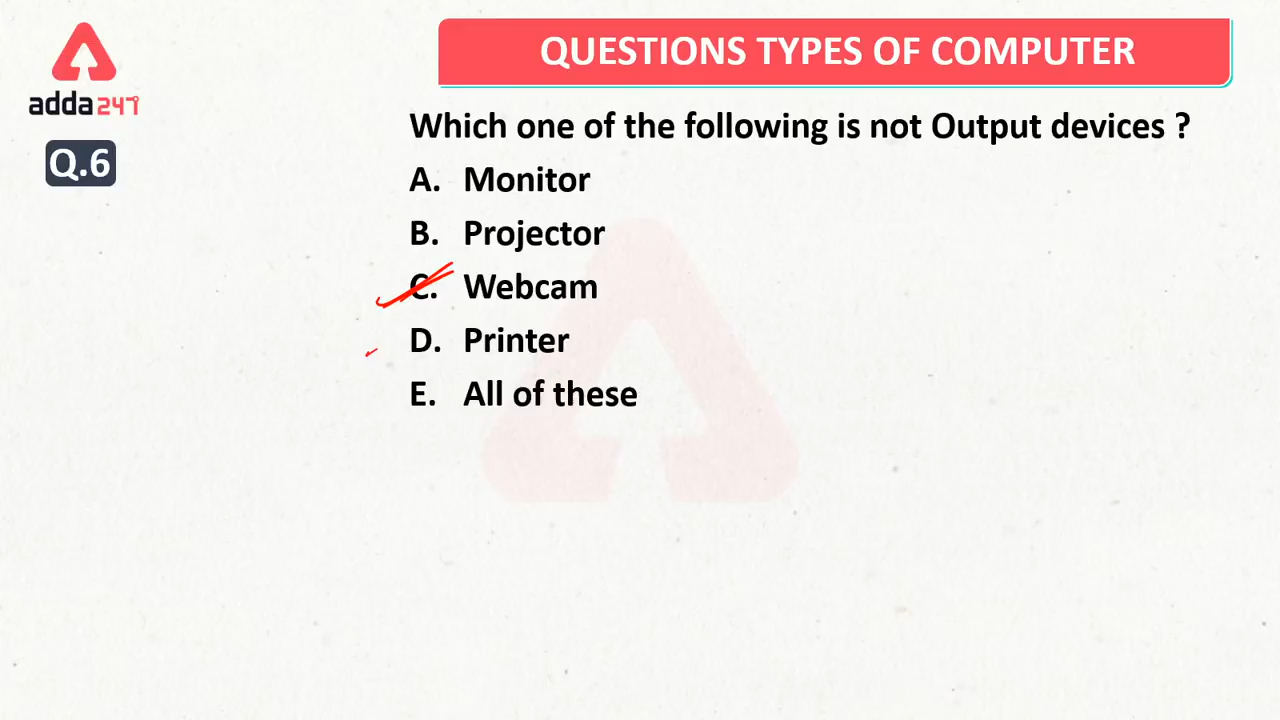 adda247
QUESTIONS TYPES OF COMPUTER
Q.6
Which one of the following is not Output devices ?
A. Monitor
B. Projector
C. Webcam
D. Printer
E. All of these